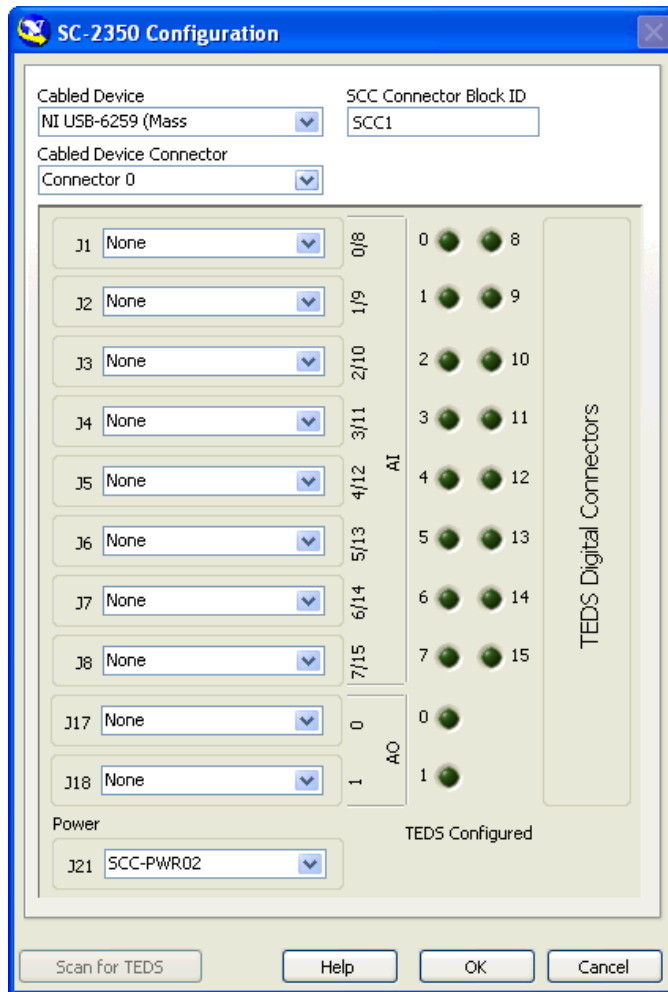 SC-2350 Configuration
Cabled Device
SCC Connector Block ID
NI USB-6259 (Mass
SCC1
Cabled Device Connector
Connector 0
J1 None 0/8 0 8
J2 None 1/9 1 9
J3 None 2/10 2 10
J4 None 3/11 3 11
J5 None 4/12 4 12
J6 None 5/13 5 13
J7 None 6/14 6 14
J8 None 7/15 7 15
AI
TEDS Digital Connectors
J17 None 0 0
J18 None 1 1
AO
Power
TEDS Configured
J21 SCC-PWR02
Scan for TEDS Help OK Cancel